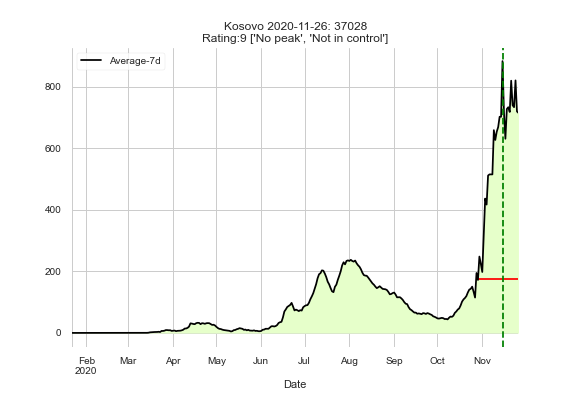 Kosovo 2020-11-26: 37028
Rating:9 ['No peak', 'Not in control']
Average-7d
800
600
400
200
0
Feb Mar Apr May Jun Jul Aug Sep Oct Nov
2020
Date